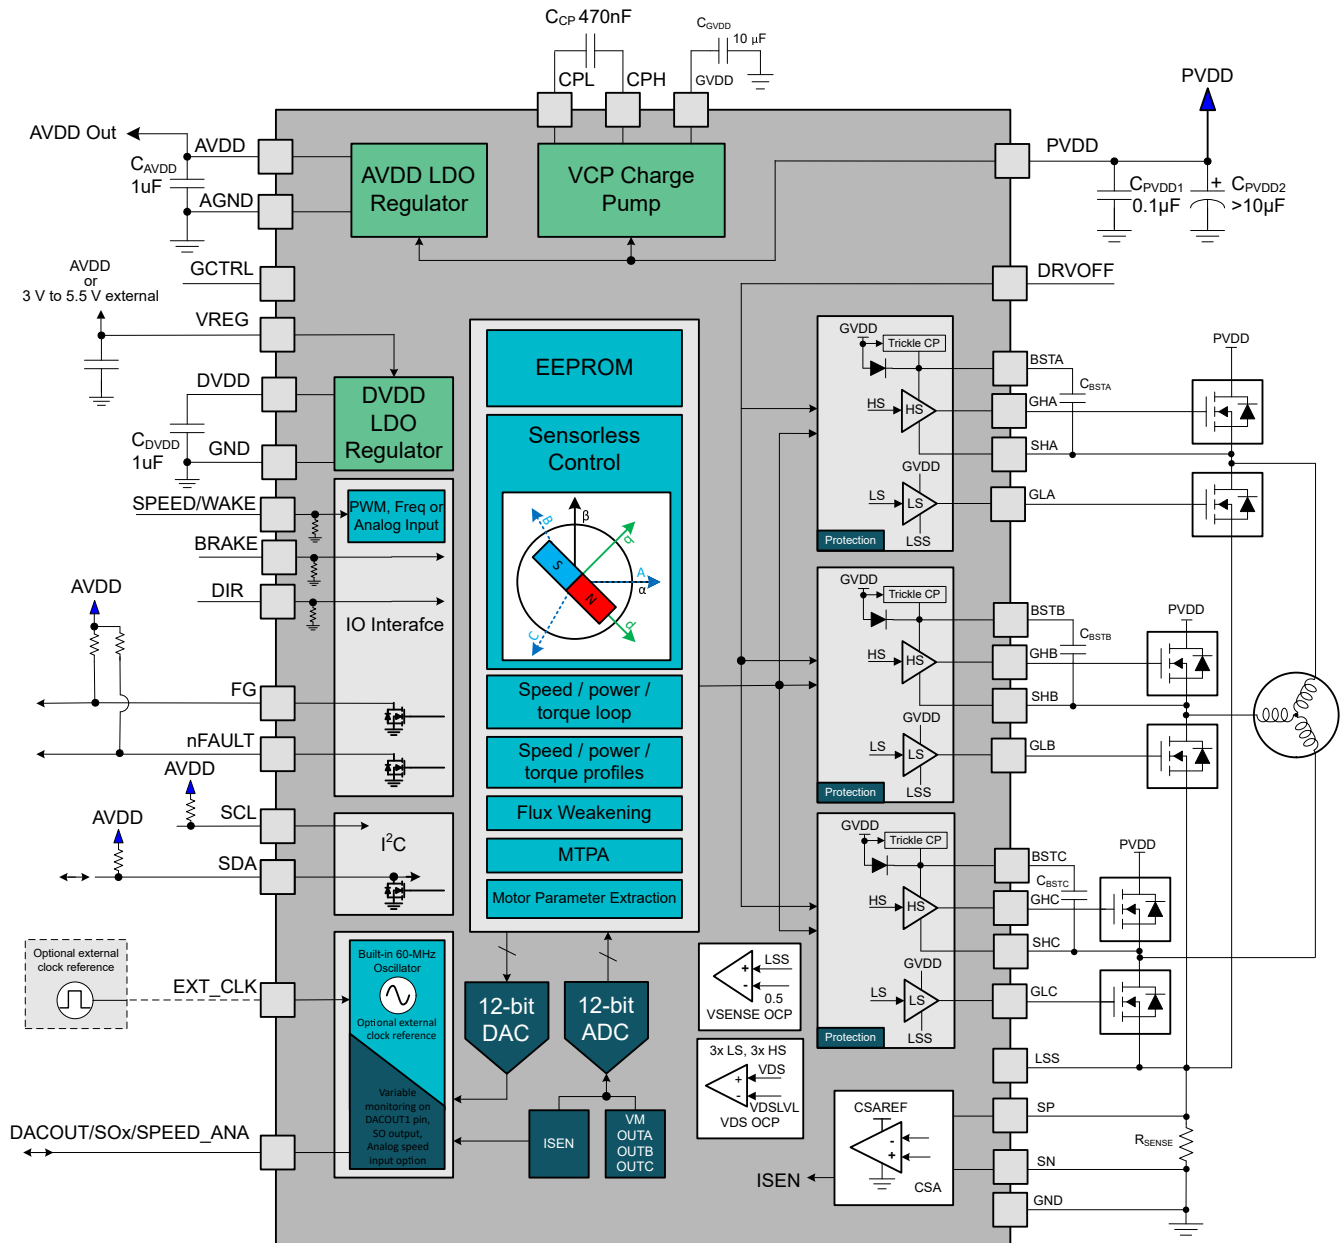 CCP 470nF
CGVDD
10 µF
CPL
CPH
GVDD
PVDD
AVDD Out
AVDD
CAVDD
1uF
AGND
AVDD LDO
Regulator
VCP Charge
Pump
PVDD
CPVDD1
0.1µF
+
CPVDD2
>10µF
GCTRL
DRVOFF
AVDD
or
3 V to 5.5 V external
VREG
DVDD
CDVDD
1uF
GND
DVDD
LDO
Regulator
SPEED/WAKE
PWM, Freq or
Analog Input
BRAKE
DIR
IO Interafce
AVDD
FG
nFAULT
AVDD
SCL
AVDD
SDA
I2C
EEPROM
Sensorless
Control
B
β
q
A
α
S
N
C
d
Speed / power /
torque loop
Speed / power /
torque profiles
Flux Weakening
MTPA
Motor Parameter Extraction
GVDD
Trickle CP
HS
HS
GVDD
LS
LS
LSS
Protection
BSTA
CBSTA
GHA
SHA
GLA
PVDD
GVDD
Trickle CP
HS
HS
GVDD
LS
LS
LSS
Protection
BSTB
CBSTB
GHB
SHB
GLB
PVDD
GVDD
Trickle CP
HS
HS
GVDD
LS
LS
LSS
Protection
BSTC
CBSTC
GHC
SHC
GLC
PVDD
Optional external
clock reference
EXT_CLK
Built-in 60-MHz
Oscillator
Optional external
clock reference
Variable
monitoring on
DACOUT1 pin,
SO output,
Analog speed
input option
DACOUT/SOx/SPEED_ANA
12-bit
DAC
12-bit
ADC
ISEN
VM
OUTA
OUTB
OUTC
+
-
LSS
0.5
VSENSE OCP
3x LS, 3x HS
+
-
VDS
VDSLVL
VDS OCP
CSAREF
-
+
CSA
ISEN
LSS
SP
RSENSE
SN
GND